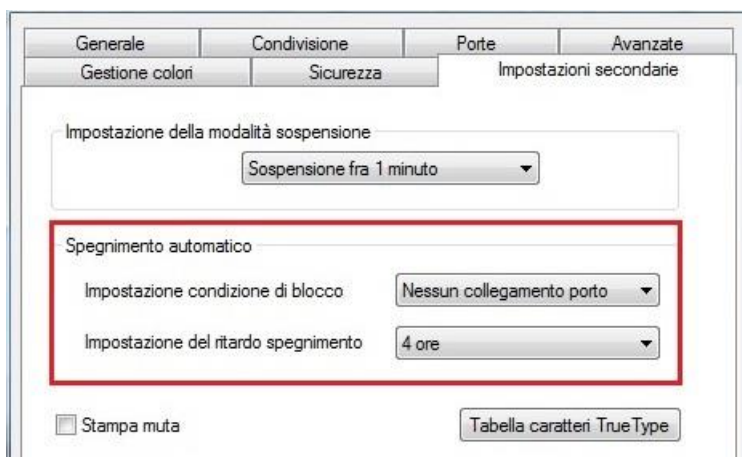 Generale Condivisione Porte Avanzate
Gestione colori Sicurezza Impostazioni secondarie
Impostazione della modalità sospensione
Sospensione fra 1 minuto
Spegnimento automatico
Impostazione condizione di blocco Nessun collegamento porto
Impostazione del ritardo spegnimento 4 ore
Stampa muta Tabella caratteri TrueType